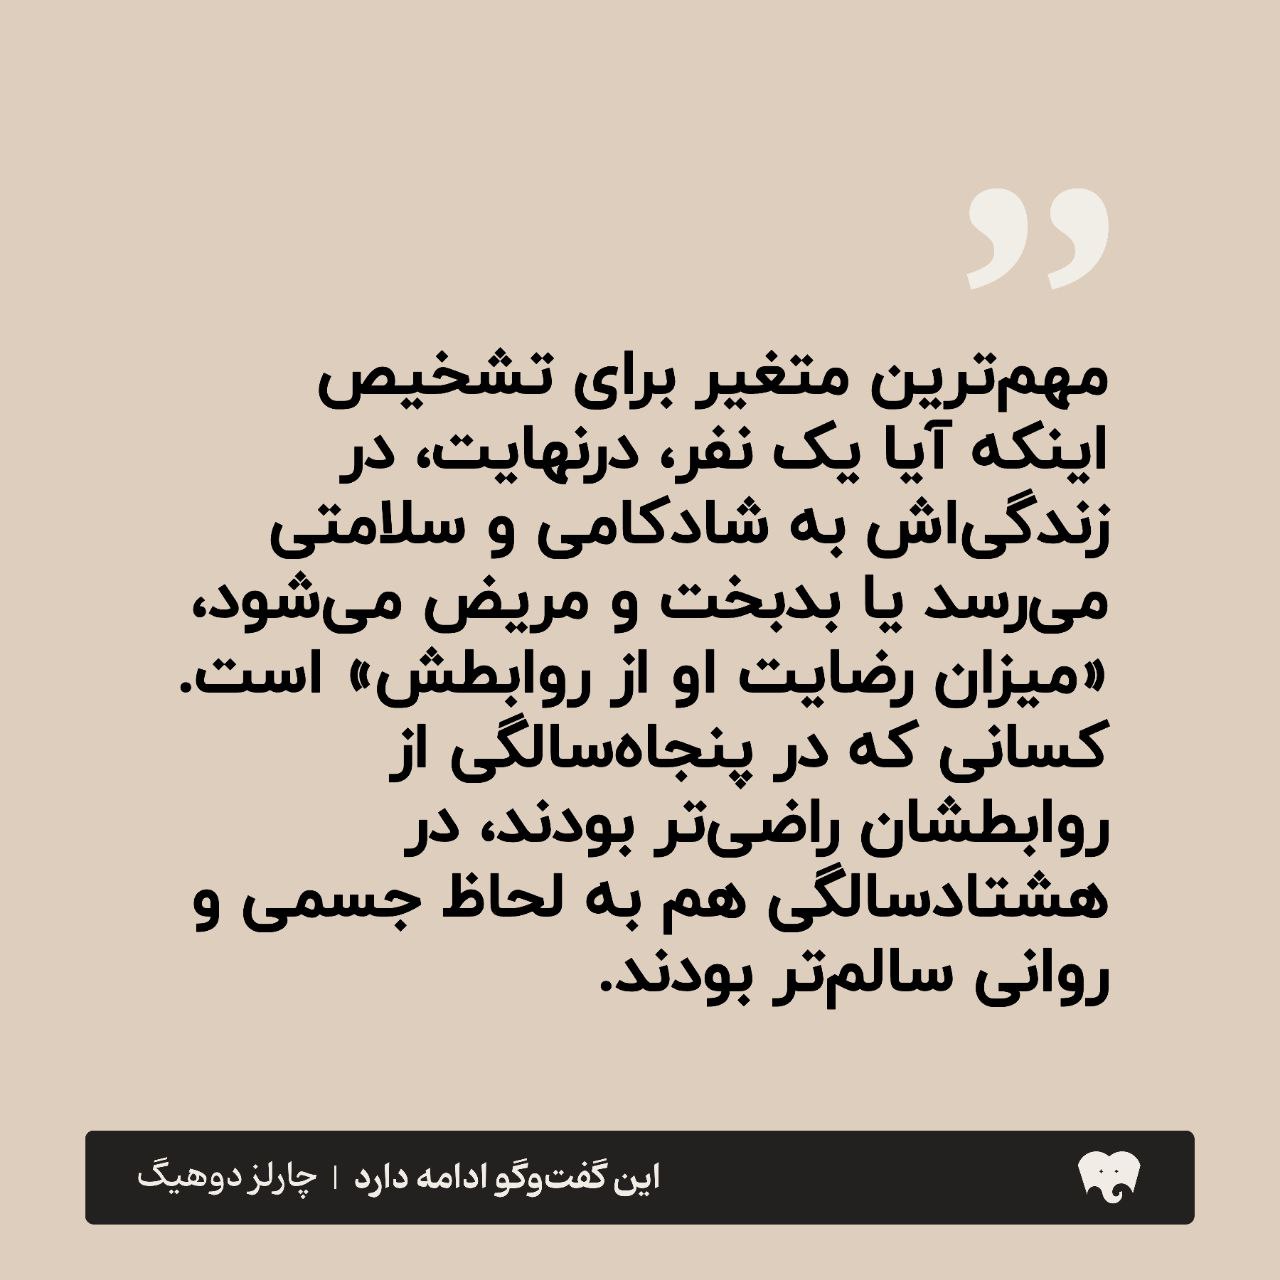 ”
مهم‌ترین متغیر برای تشخیص
اینکه آیا یک نفر، درنهایت، در
زندگی‌اش به شادکامی و سلامتی
می‌رسد یا بدبخت و مریض می‌شود،
«میزان رضایت او از روابطش» است.
کسانی که در پنجاه‌سالگی از
روابطشان راضی‌تر بودند، در
هشتادسالگی هم به لحاظ جسمی و
روانی سالم‌تر بودند.
این گفت‌وگو ادامه دارد | چارلز دوهیگ